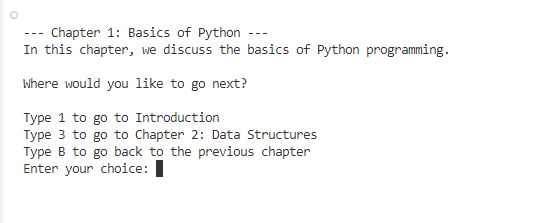 --- Chapter 1: Basics of Python ---
In this chapter, we discuss the basics of Python programming.
Where would you like to go next?
Type 1 to go to Introduction
Type 3 to go to Chapter 2: Data Structures
Type B to go back to the previous chapter
Enter your choice: